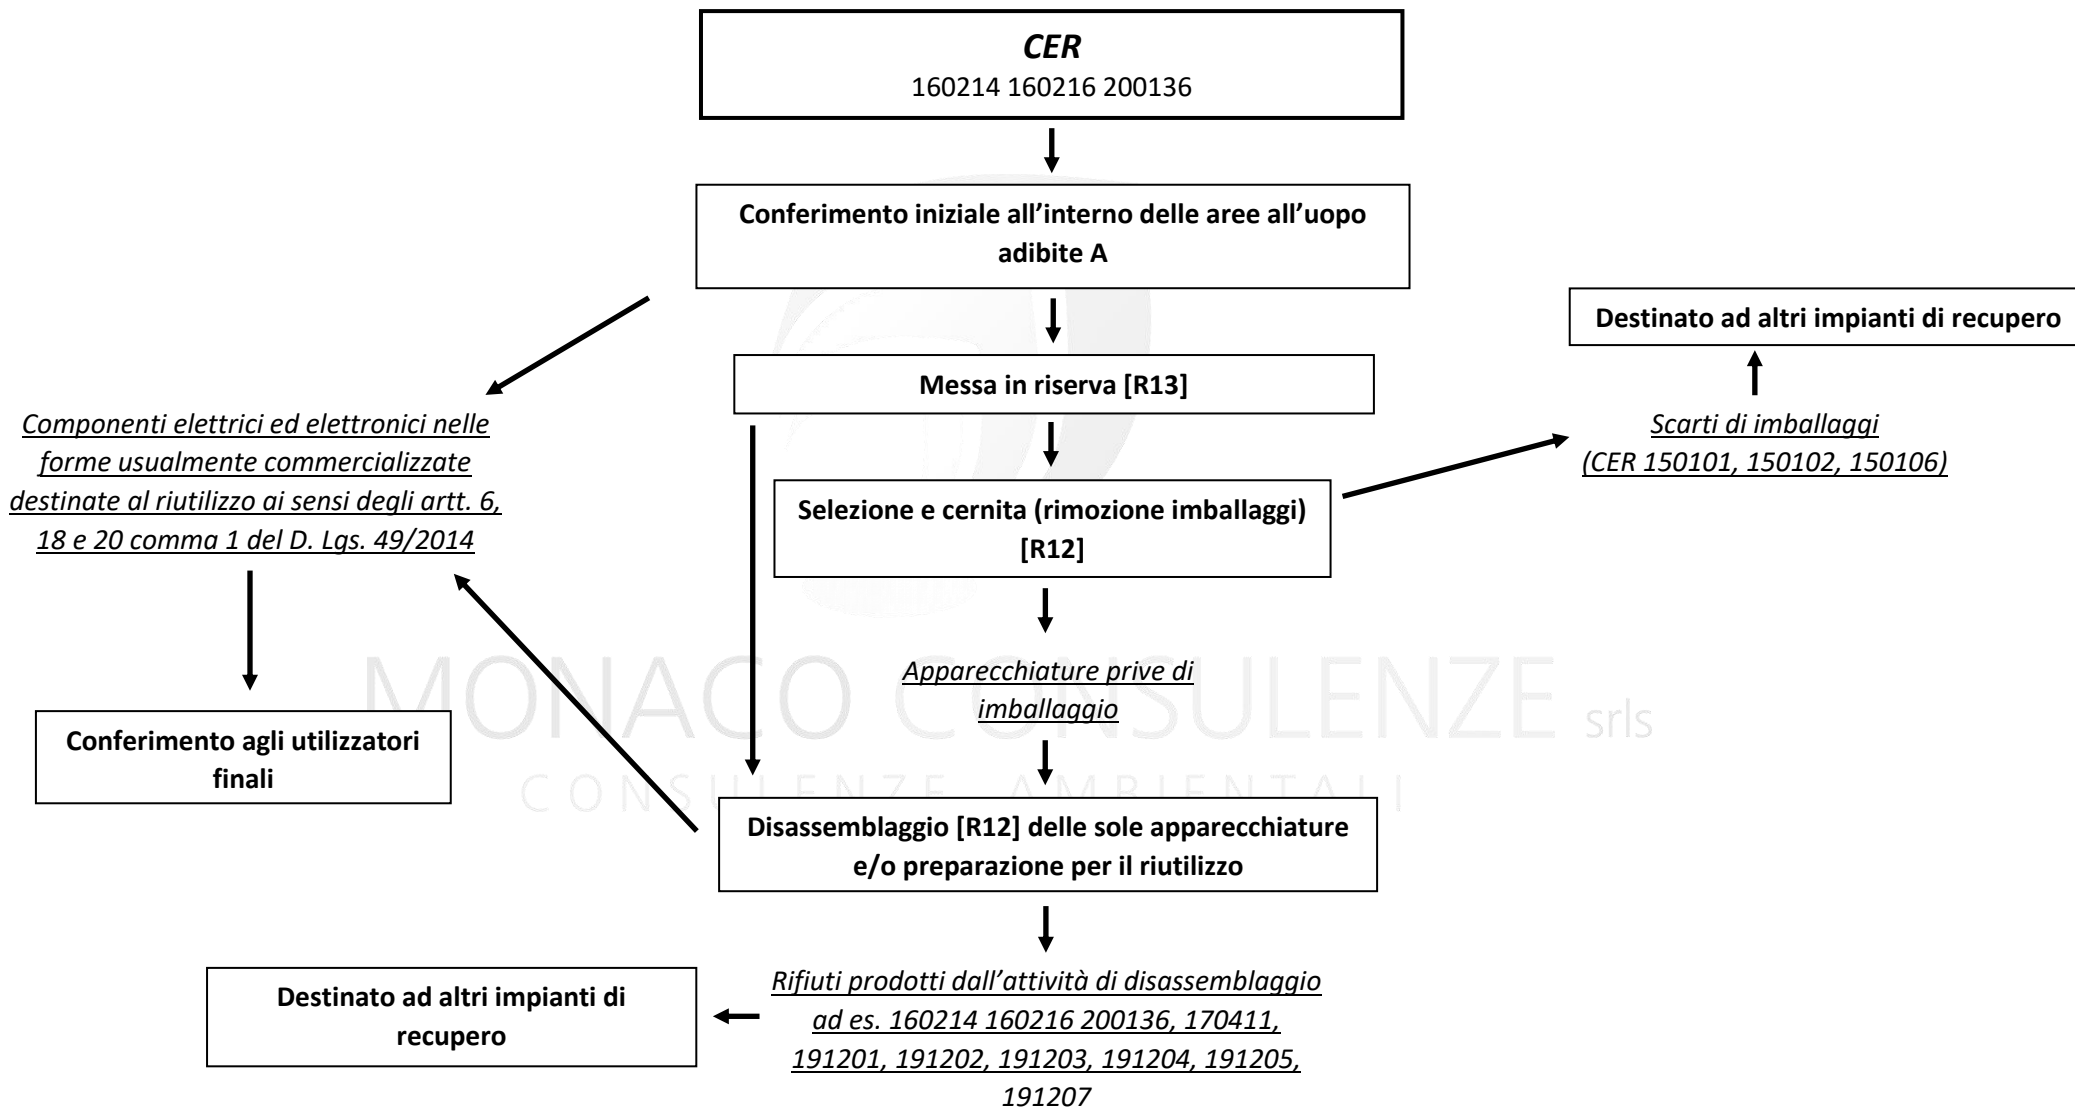 CER
160214 160216 200136
Conferimento iniziale all’interno delle aree all’uopo
adibite A
Destinato ad altri impianti di recupero
Messa in riserva [R13]
Componenti elettrici ed elettronici nelle
forme usualmente commercializzate
destinate al riutilizzo ai sensi degli artt. 6,
18 e 20 comma 1 del D. Lgs. 49/2014
Scarti di imballaggi
(CER 150101, 150102, 150106)
Selezione e cernita (rimozione imballaggi)
[R12]
Apparecchiature prive di
imballaggio
MONACO CONSULENZE srls
CONSULENZE AMBIENTALI
Conferimento agli utilizzatori
finali
Disassemblaggio [R12] delle sole apparecchiature
e/o preparazione per il riutilizzo
Destinato ad altri impianti di
recupero
Rifiuti prodotti dall’attività di disassemblaggio
ad es. 160214 160216 200136, 170411,
191201, 191202, 191203, 191204, 191205,
191207